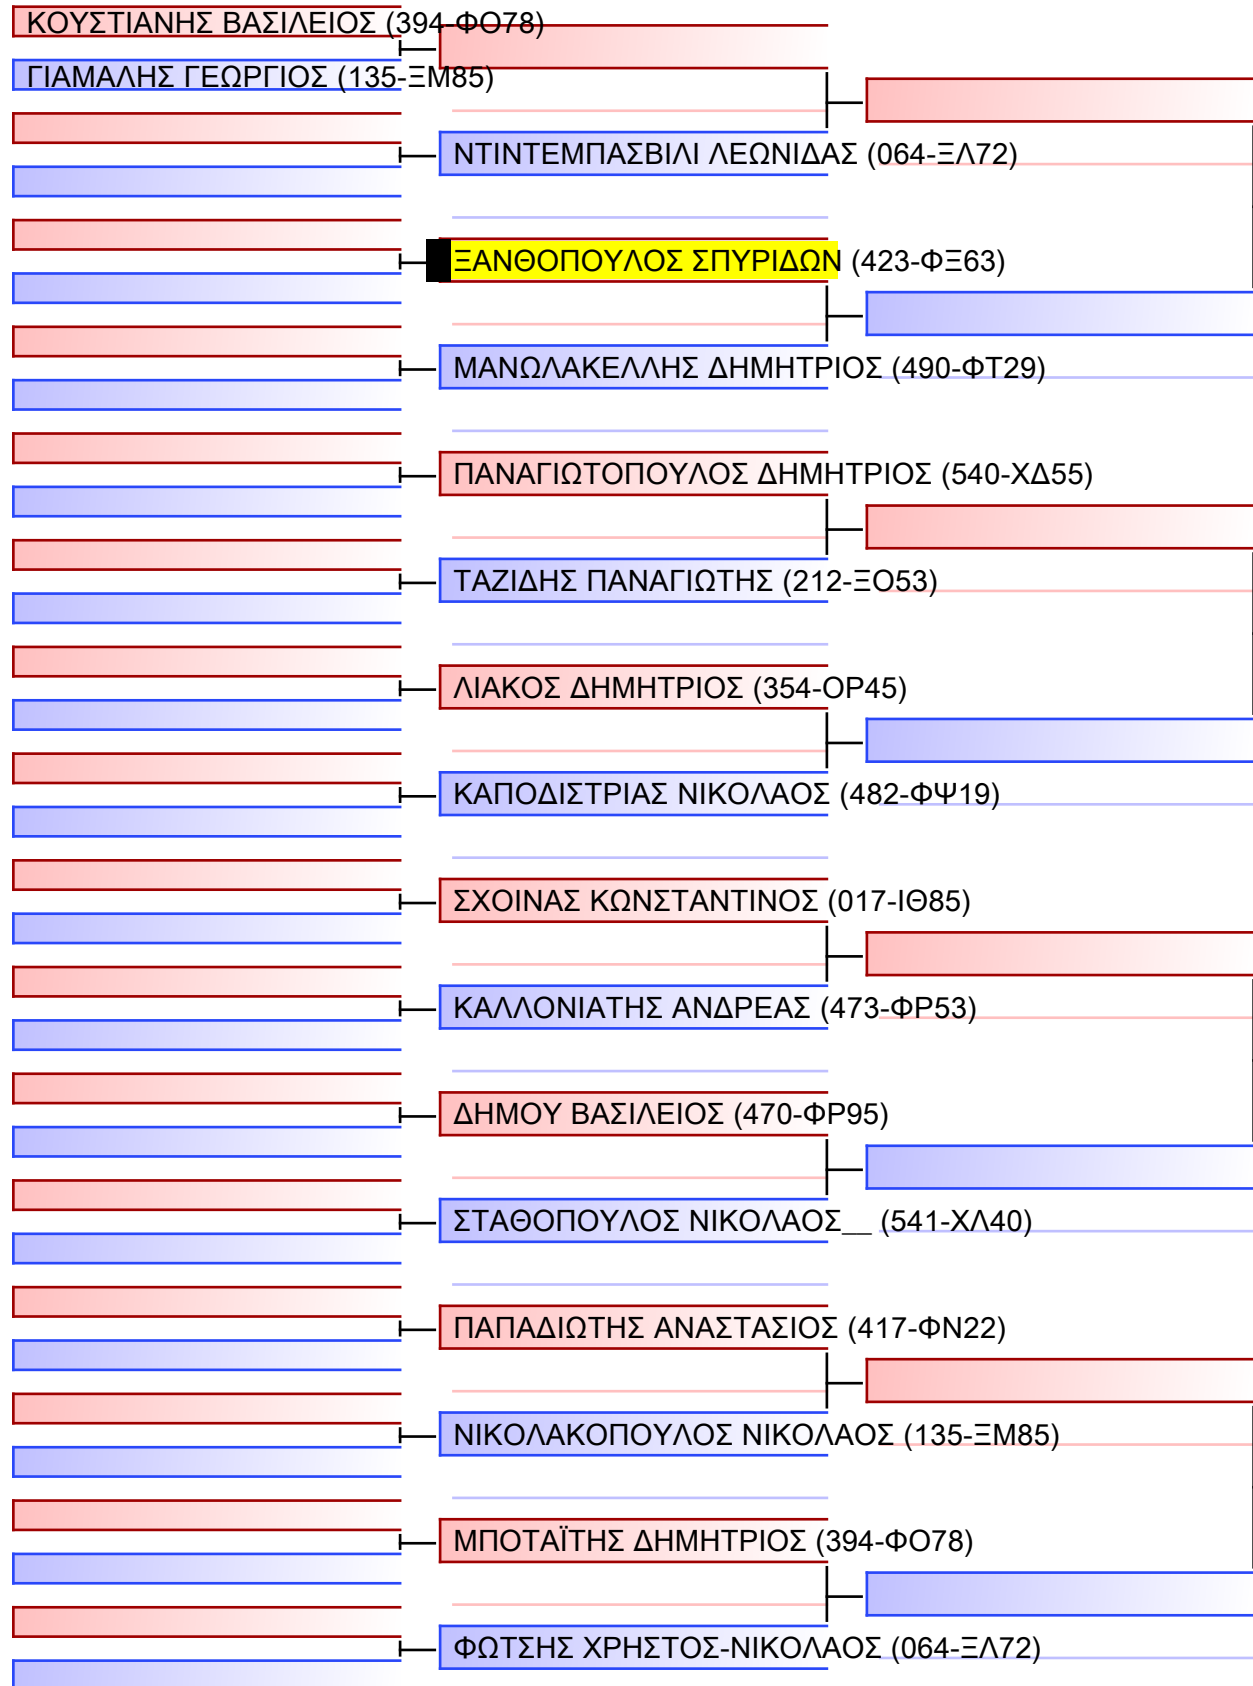 ΚΟΥΣΤΙΑΝΗΣ ΒΑΣΙΛΕΙΟΣ (394-ΦΟ78)
ΓΙΑΜΑΛΗΣ ΓΕΩΡΓΙΟΣ (135-ΞΜ85)
ΝΤΙΝΤΕΜΠΑΣΒΙΛΙ ΛΕΩΝΙΔΑΣ (064-ΞΛ72)
ΞΑΝΘΟΠΟΥΛΟΣ ΣΠΥΡΙΔΩΝ (423-ΦΞ63)
ΜΑΝΩΛΑΚΕΛΛΗΣ ΔΗΜΗΤΡΙΟΣ (490-ΦΤ29)
ΠΑΝΑΓΙΩΤΟΠΟΥΛΟΣ ΔΗΜΗΤΡΙΟΣ (540-ΧΔ55)
ΤΑΖΙΔΗΣ ΠΑΝΑΓΙΩΤΗΣ (212-ΞΟ53)
ΛΙΑΚΟΣ ΔΗΜΗΤΡΙΟΣ (354-ΟΡ45)
ΚΑΠΟΔΙΣΤΡΙΑΣ ΝΙΚΟΛΑΟΣ (482-ΦΨ19)
ΣΧΟΙΝΑΣ ΚΩΝΣΤΑΝΤΙΝΟΣ (017-ΙΘ85)
ΚΑΛΛΟΝΙΑΤΗΣ ΑΝΔΡΕΑΣ (473-ΦΡ53)
ΔΗΜΟΥ ΒΑΣΙΛΕΙΟΣ (470-ΦΡ95)
ΣΤΑΘΟΠΟΥΛΟΣ ΝΙΚΟΛΑΟΣ__ (541-ΧΛ40)
ΠΑΠΑΔΙΩΤΗΣ ΑΝΑΣΤΑΣΙΟΣ (417-ΦΝ22)
ΝΙΚΟΛΑΚΟΠΟΥΛΟΣ ΝΙΚΟΛΑΟΣ (135-ΞΜ85)
ΜΠΟΤΑΪΤΗΣ ΔΗΜΗΤΡΙΟΣ (394-ΦΟ78)
ΦΩΤΣΗΣ ΧΡΗΣΤΟΣ-ΝΙΚΟΛΑΟΣ (064-ΞΛ72)